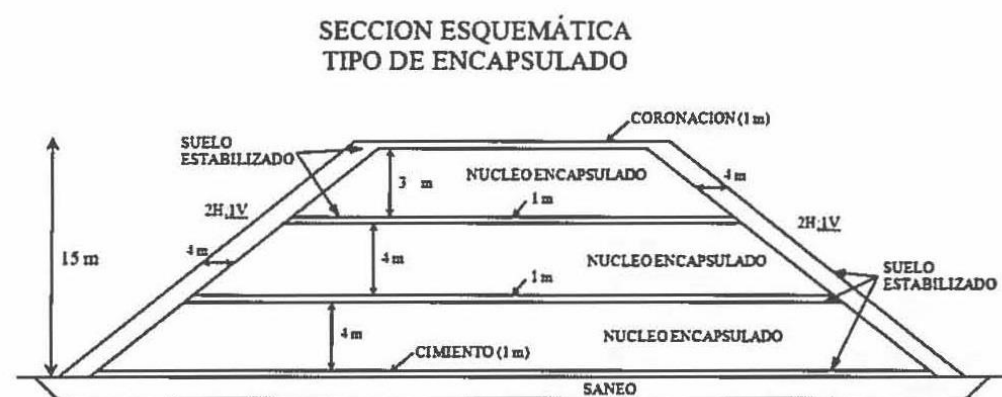 SECCION ESQUEMÁTICA
TIPO DE ENCAPSULADO
CORONACION (1 m)
SUELO
ESTABILIZADO
NUCLEO ENCAPSULADO
4 m
3 m
1 m
2H:1V
2H:1V
4 m
15 m
4 m
NUCLEO ENCAPSULADO
1 m
SUELO
ESTABILIZADO
4 m
NUCLEO ENCAPSULADO
CIMIENTO (1 m)
SANEO